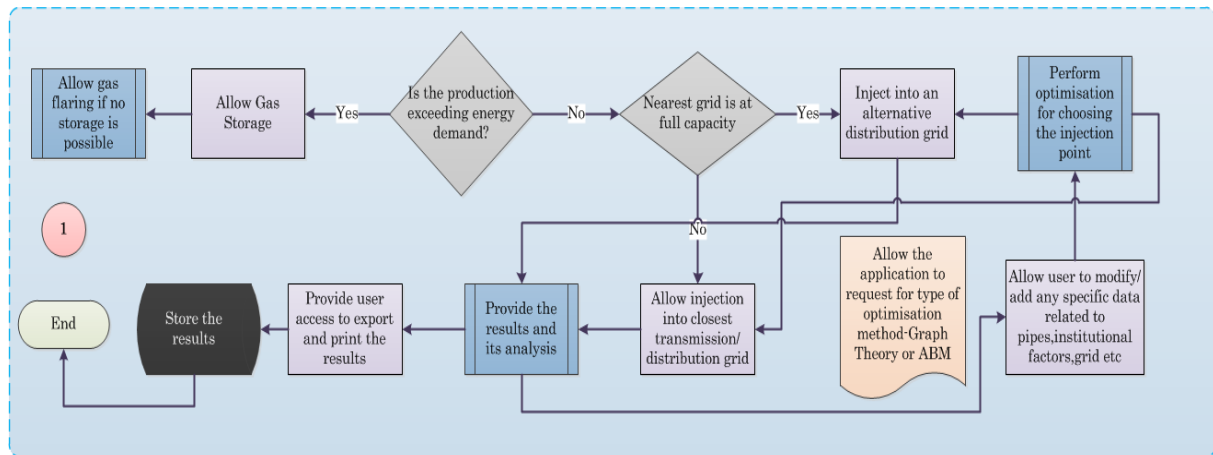 Allow gas
flaring if no
storage is
possible
Allow Gas
Storage
Yes
Is the production
exceeding energy
demand?
No
Nearest grid is at
full capacity
Yes
Inject into an
alternative
distribution grid
Perform
optimisation
for choosing
the injection
point
1
No
End
Store the
results
Provide user
access to export
and print the
results
Provide the
results and
its analysis
Allow injection
into closest
transmission/
distribution grid
Allow the
application to
request for type of
optimisation
method-Graph
Theory or ABM
Allow user to modify/
add any specific data
related to
pipes,institutional
factors,grid etc